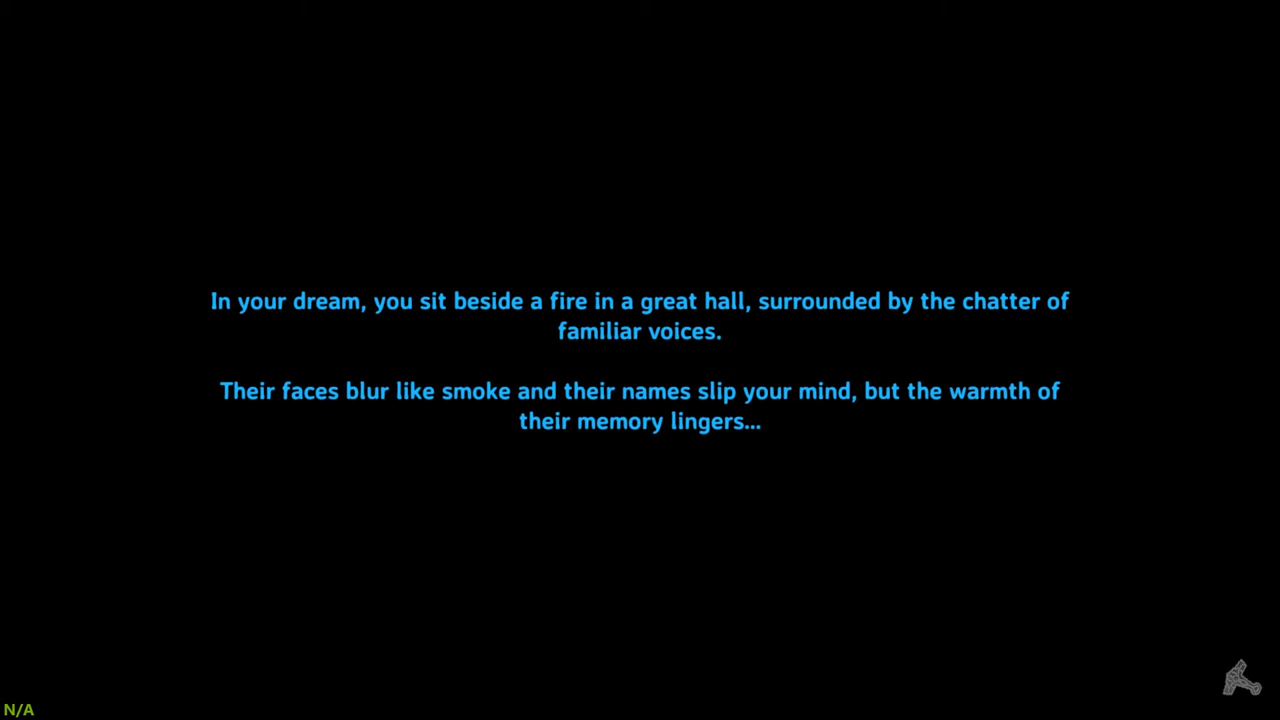 In your dream, you sit beside a fire in a great hall, surrounded by the chatter of
familiar voices.
Their faces blur like smoke and their names slip your mind, but the warmth of
their memory lingers...
N/A